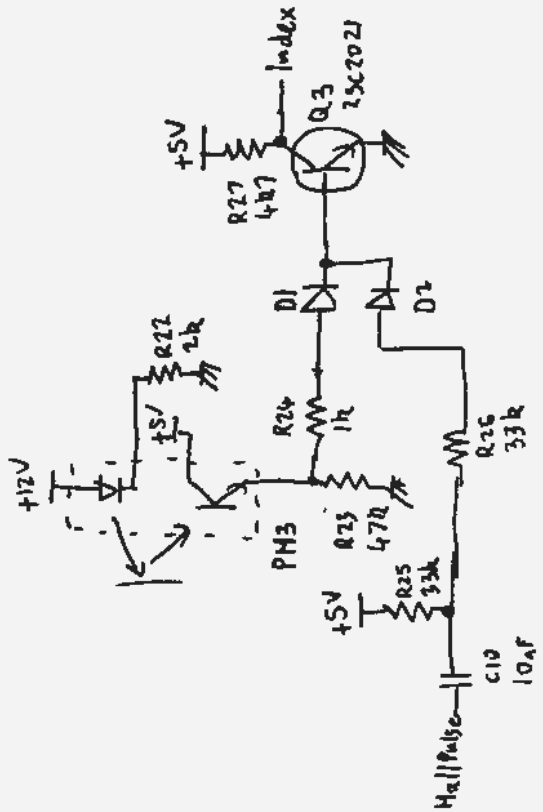 +12V
R22
2k
+5V
+5V
R27
4k7
Index
Q3
2SC2021
PH3
R24
1k
D1
R23
47k
+5V
R25
33k
D2
HallPulse
C10
10nF
R26
33k